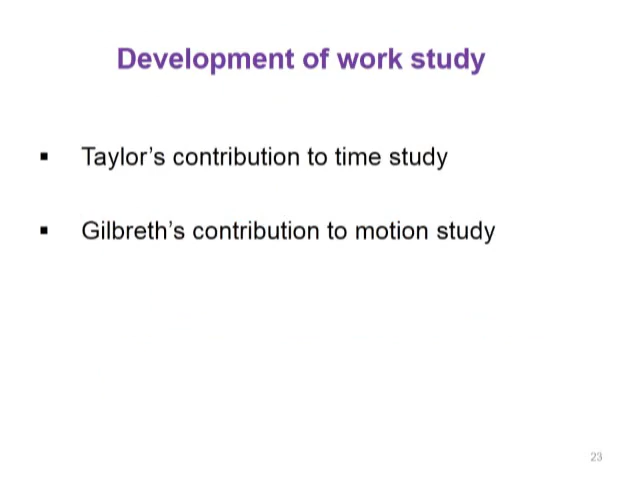 Development of work study
▪ Taylor’s contribution to time study
▪ Gilbreth’s contribution to motion study
23